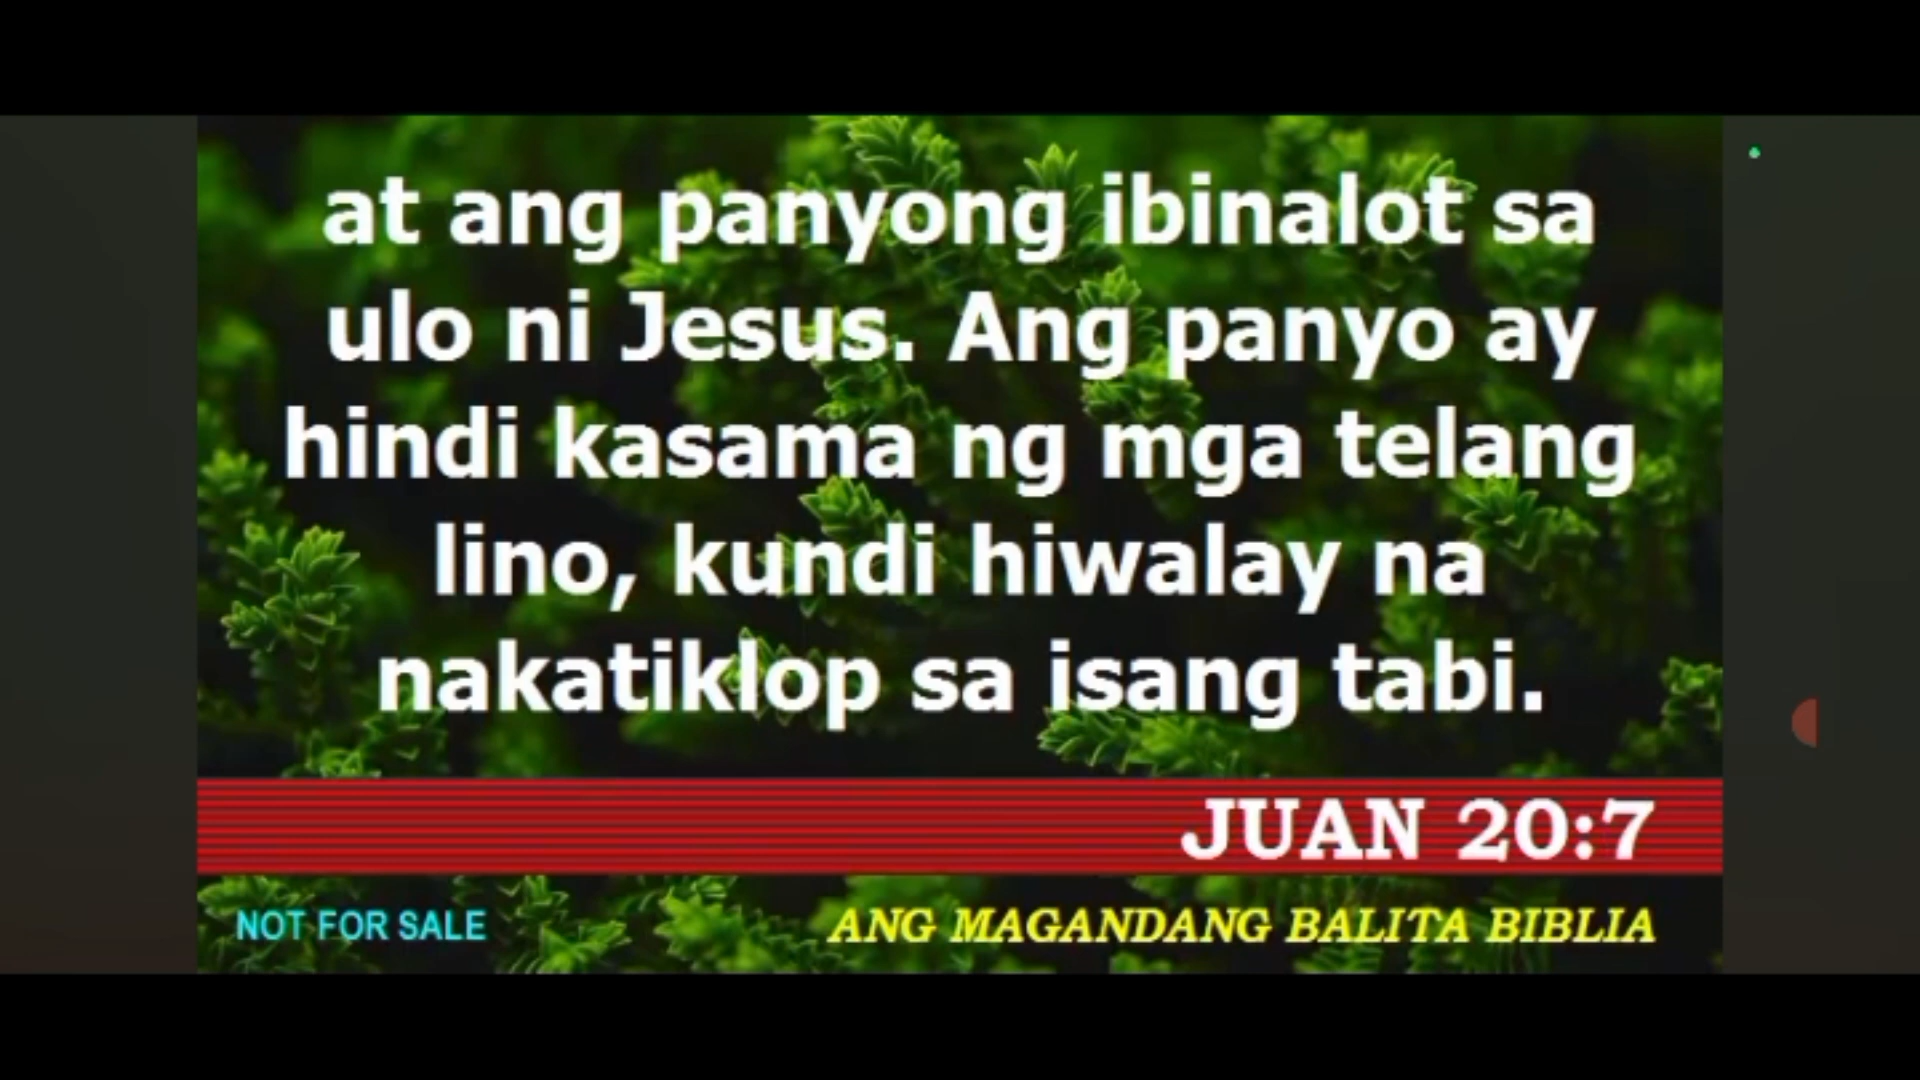 at ang panyong ibinalot sa
ulo ni Jesus. Ang panyo ay
hindi kasama ng mga telang
lino, kundi hiwalay na
nakatiklop sa isang tabi.
JUAN 20:7
NOT FOR SALE
ANG MAGANDANG BALITA BIBLIA